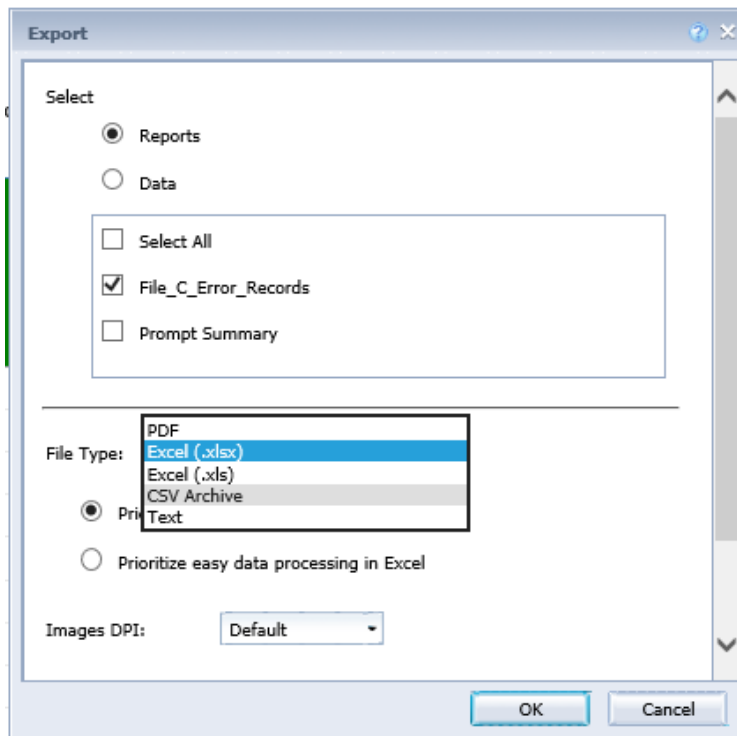 Export
Select
Reports
Data
Select All
File_C_Error_Records
Prompt Summary
PDF
File Type:
Excel (.xlsx)
Excel (.xls)
CSV Archive
Pri
Text
Prioritize easy data processing in Excel
Images DPI:
Default
OK
Cancel